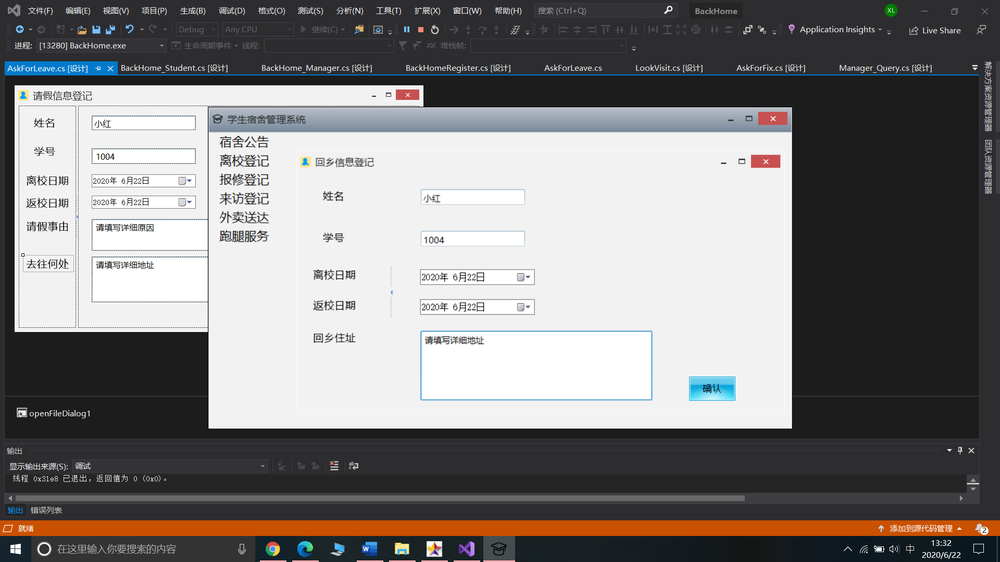 文件(F) 编辑(E) 视图(V) 项目(P) 生成(B) 调试(D) 格式(O) 测试(S) 分析(N) 工具(T) 扩展(X) 窗口(W) 帮助(H) 搜索 (Ctrl+Q) BackHome XL
Debug Any CPU 继续(C) Application Insights Live Share
进程: [13280] BackHome.exe 生命周期事件 线程: 堆栈帧:
AskForLeave.cs [设计] BackHome_Student.cs [设计] BackHome_Manager.cs [设计] BackHomeRegister.cs [设计] AskForLeave.cs LookVisit.cs [设计] AskForFix.cs [设计] Manager_Query.cs [设计]
解决方案资源管理器
团队资源管理器
请假信息登记
姓名 小红
学号 1004
离校日期 2020年 6月22日
返校日期 2020年 6月22日
请假事由 请填写详细原因
去往何处 请填写详细地址
学生宿舍管理系统
宿舍公告
离校登记
报修登记
来访登记
外卖送达
跑腿服务
回乡信息登记
姓名 小红
学号 1004
离校日期 2020年 6月22日
返校日期 2020年 6月22日
回乡住址 请填写详细地址
确认
openFileDialog1
输出
显示输出来源(S): 调试
线程 0x31e8 已退出，返回值为 0 (0x0)。
输出 错误列表
就绪 添加到源代码管理 2
在这里输入你要搜索的内容 中 13:32
2020/6/22